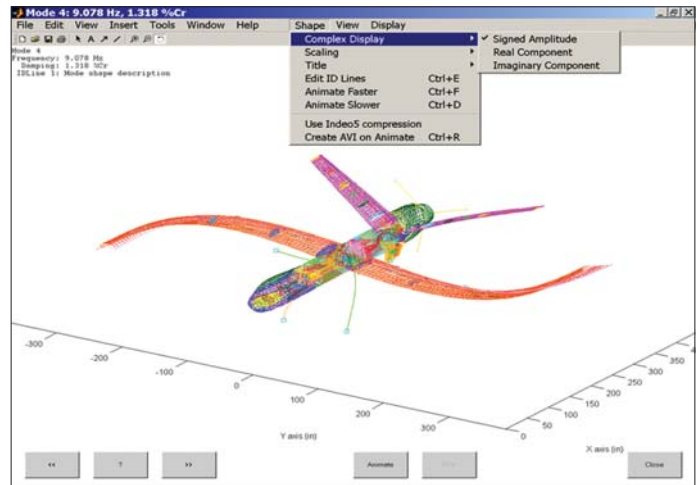 Mode 4: 9.078 Hz, 1.318 %Cr
File Edit View Insert Tools Window Help Shape View Display
Mode 4
Frequency: 9.078 Hz
Damping: 1.318 %Cr
IDLine 1: Mode shape description
Complex Display
Scaling
Title
Edit ID Lines Ctrl+E
Animate Faster Ctrl+F
Animate Slower Ctrl+D
Use Indeo5 compression
Create AVI on Animate Ctrl+R
✓ Signed Amplitude
Real Component
Imaginary Component
-300
-200
-100
0
100
200
300
Y axis (in)
0
50
100
150
200
250
300
350
X axis (in)
<<
?
>>
Animate
Close